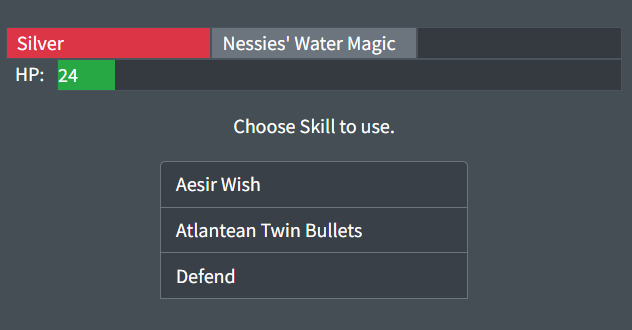 Silver Nessies' Water Magic
HP: 24
Choose Skill to use.
Aesir Wish
Atlantean Twin Bullets
Defend